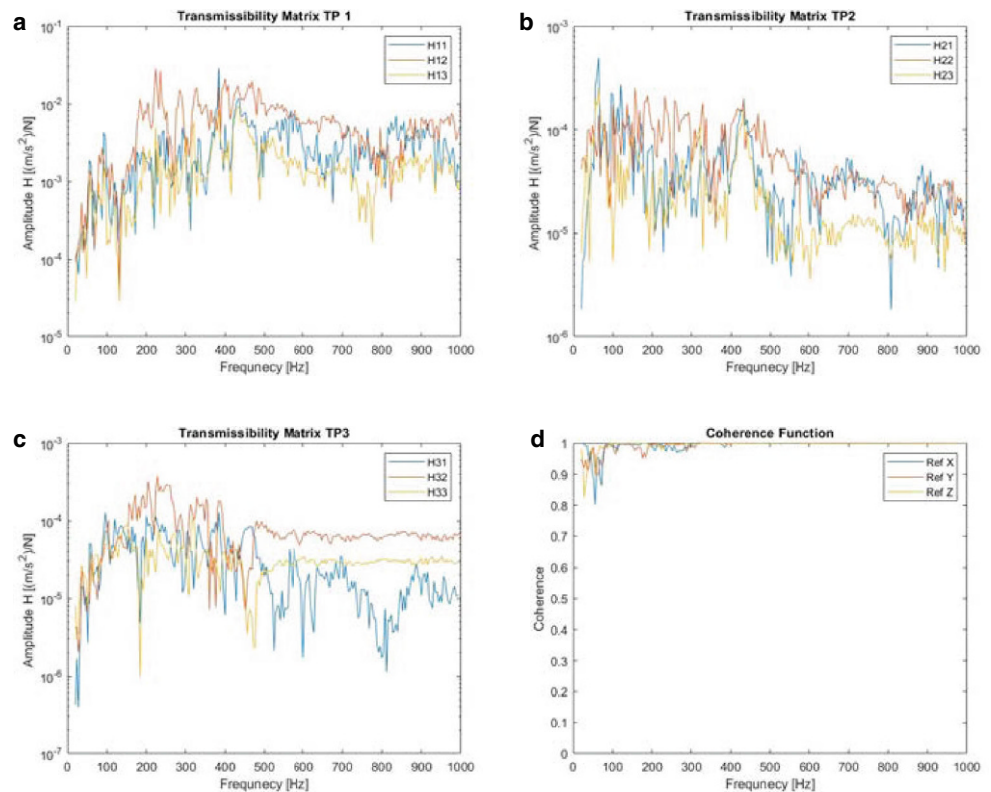 a
Transmissibility Matrix TP 1
10^-1
10^-2
10^-3
10^-4
10^-5
Amplitude H [(m/s^2)/N]
H11
H12
H13
0 100 200 300 400 500 600 700 800 900 1000
Frequnecy [Hz]
b
Transmissibility Matrix TP2
10^-3
10^-4
10^-5
10^-6
Amplitude H [(m/s^2)/N]
H21
H22
H23
0 100 200 300 400 500 600 700 800 900 1000
Frequnecy [Hz]
c
Transmissibility Matrix TP3
10^-3
10^-4
10^-5
10^-6
10^-7
Amplitude H [(m/s^2)/N]
H31
H32
H33
0 100 200 300 400 500 600 700 800 900 1000
Frequnecy [Hz]
d
Coherence Function
1
0.9
0.8
0.7
0.6
0.5
0.4
0.3
0.2
0.1
0
Coherence
Ref X
Ref Y
Ref Z
0 100 200 300 400 500 600 700 800 900 1000
Frequnecy [Hz]